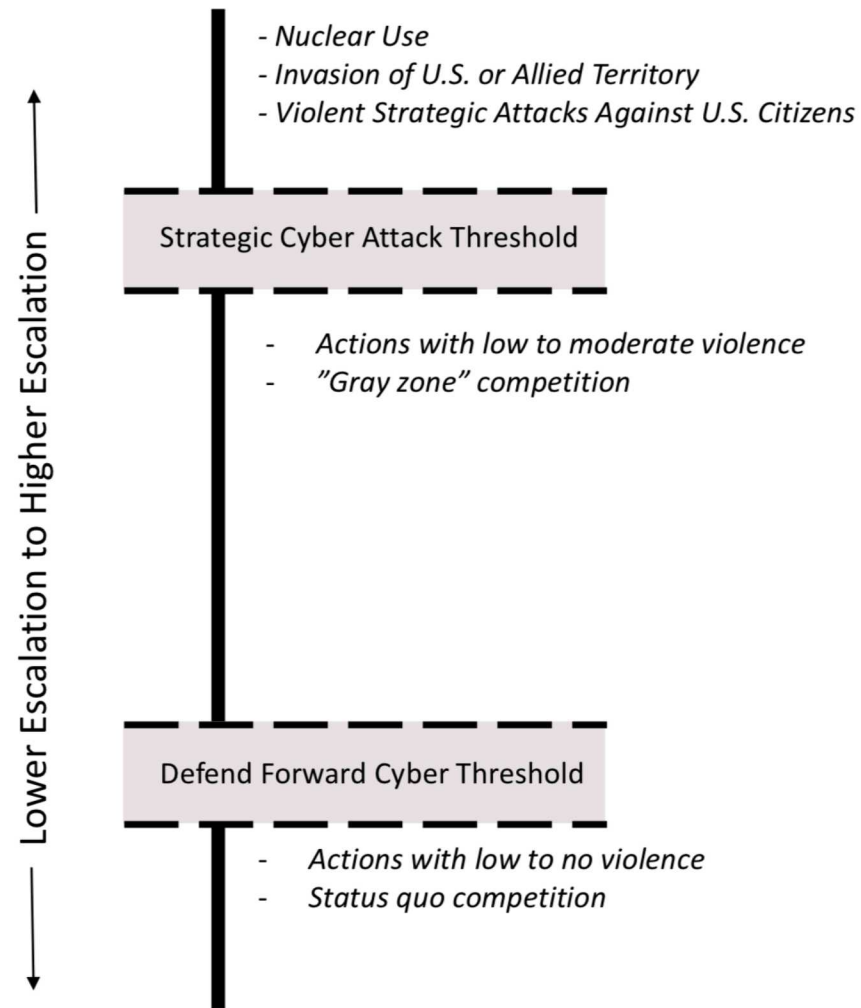 - Nuclear Use
- Invasion of U.S. or Allied Territory
- Violent Strategic Attacks Against U.S. Citizens
Strategic Cyber Attack Threshold
- Actions with low to moderate violence
- ”Gray zone” competition
Lower Escalation to Higher Escalation
Defend Forward Cyber Threshold
- Actions with low to no violence
- Status quo competition